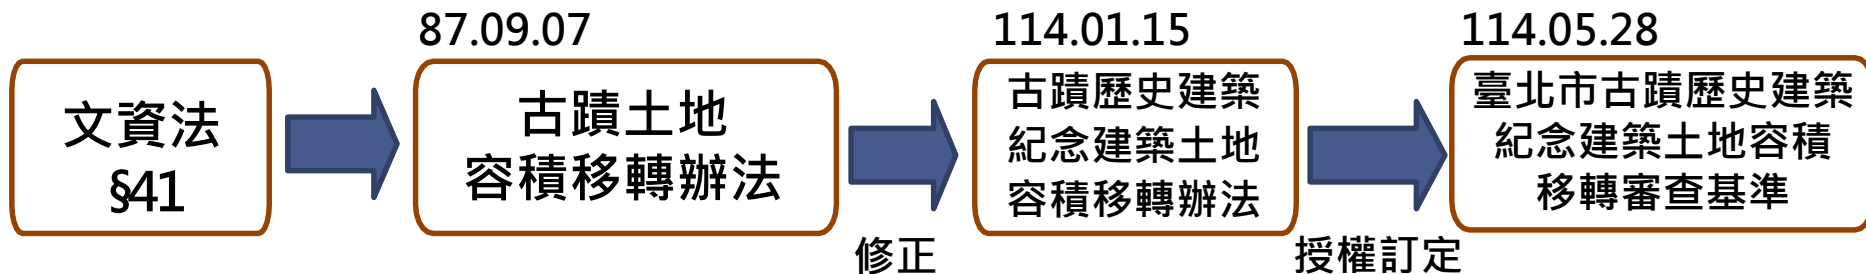 87.09.07
114.01.15
114.05.28
文資法
§41
古蹟土地
容積移轉辦法
古蹟歷史建築
紀念建築土地
容積移轉辦法
臺北市古蹟歷史建築
紀念建築土地容積
移轉審查基準
修正
授權訂定